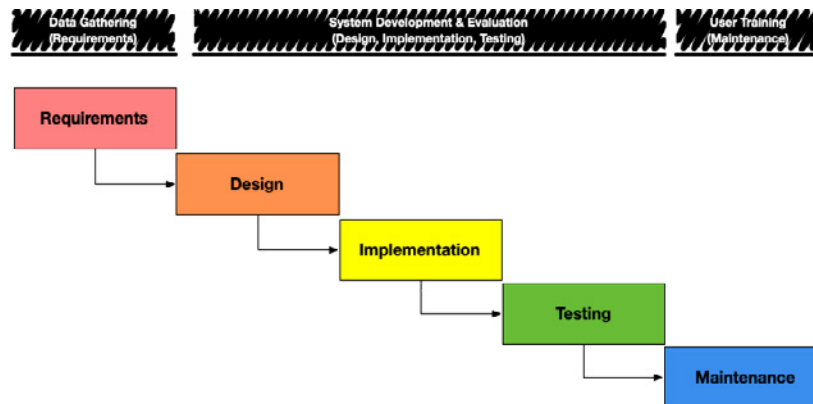 Data Gathering
(Requirements)
System Development & Evaluation
(Design, Implementation, Testing)
User Training
(Maintenance)
Requirements
Design
Implementation
Testing
Maintenance